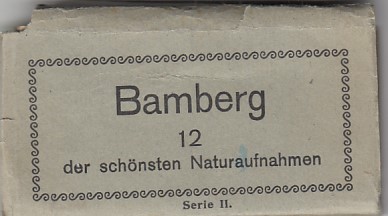 Bamberg
12
der schönsten Naturaufnahmen
Serie II.